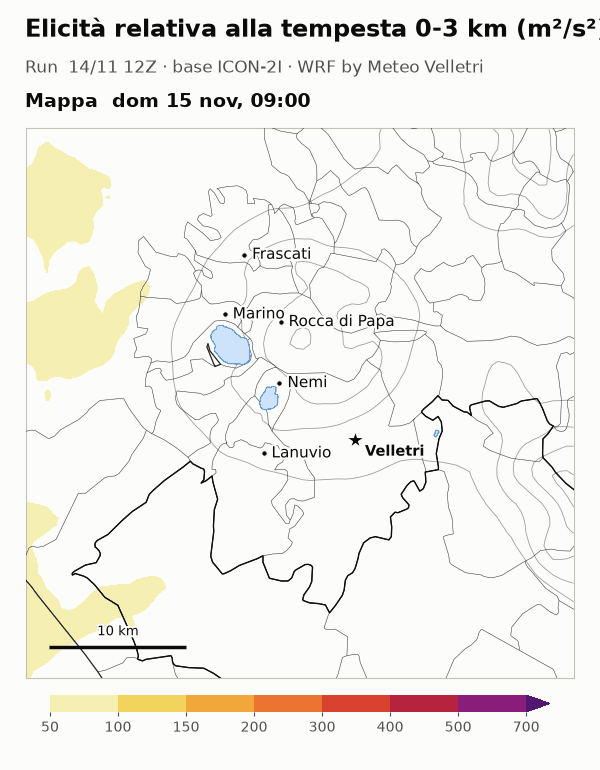 Elicità relativa alla tempesta 0-3 km (m²/s²)
Run  14/11 12Z · base ICON-2I · WRF by Meteo Velletri
Mappa  dom 15 nov, 09:00
Frascati
Marino
Rocca di Papa
Nemi
Velletri
Lanuvio
10 km
50 100 150 200 300 400 500 700